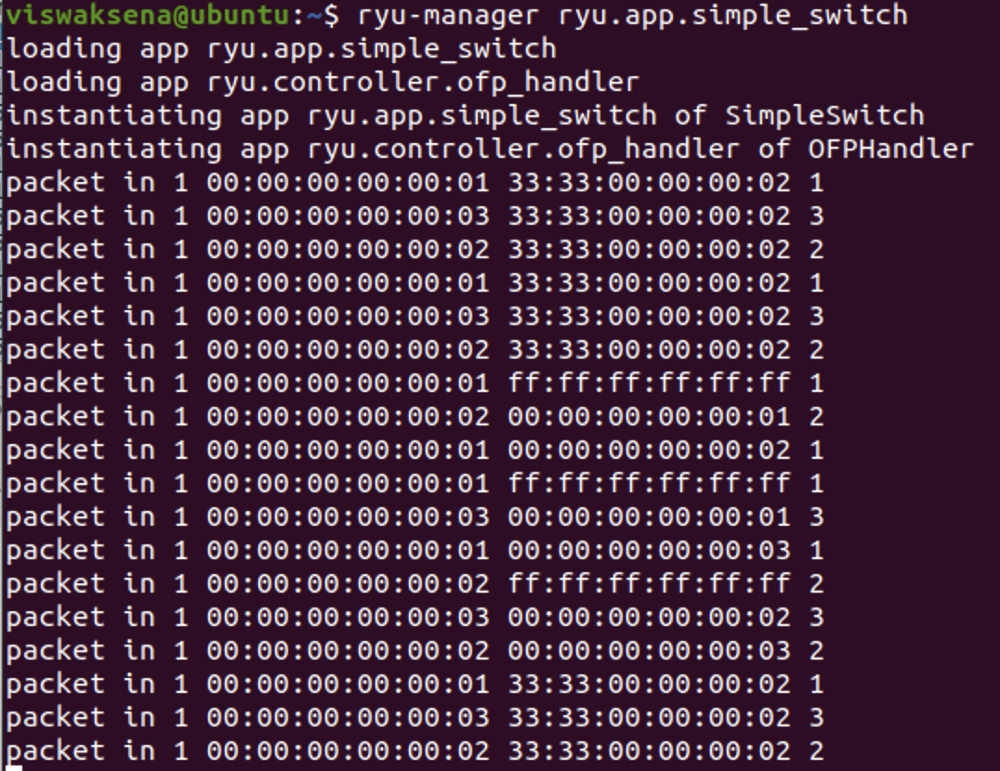 viswaksena@ubuntu:~$ ryu-manager ryu.app.simple_switch
loading app ryu.app.simple_switch
loading app ryu.controller.ofp_handler
instantiating app ryu.app.simple_switch of SimpleSwitch
instantiating app ryu.controller.ofp_handler of OFPHandler
packet in 1 00:00:00:00:00:01 33:33:00:00:00:02 1
packet in 1 00:00:00:00:00:03 33:33:00:00:00:02 3
packet in 1 00:00:00:00:00:02 33:33:00:00:00:02 2
packet in 1 00:00:00:00:00:01 33:33:00:00:00:02 1
packet in 1 00:00:00:00:00:03 33:33:00:00:00:02 3
packet in 1 00:00:00:00:00:02 33:33:00:00:00:02 2
packet in 1 00:00:00:00:00:01 ff:ff:ff:ff:ff:ff 1
packet in 1 00:00:00:00:00:02 00:00:00:00:00:01 2
packet in 1 00:00:00:00:00:01 00:00:00:00:00:02 1
packet in 1 00:00:00:00:00:01 ff:ff:ff:ff:ff:ff 1
packet in 1 00:00:00:00:00:03 00:00:00:00:00:01 3
packet in 1 00:00:00:00:00:01 00:00:00:00:00:03 1
packet in 1 00:00:00:00:00:02 ff:ff:ff:ff:ff:ff 2
packet in 1 00:00:00:00:00:03 00:00:00:00:00:02 3
packet in 1 00:00:00:00:00:02 00:00:00:00:00:03 2
packet in 1 00:00:00:00:00:01 33:33:00:00:00:02 1
packet in 1 00:00:00:00:00:03 33:33:00:00:00:02 3
packet in 1 00:00:00:00:00:02 33:33:00:00:00:02 2